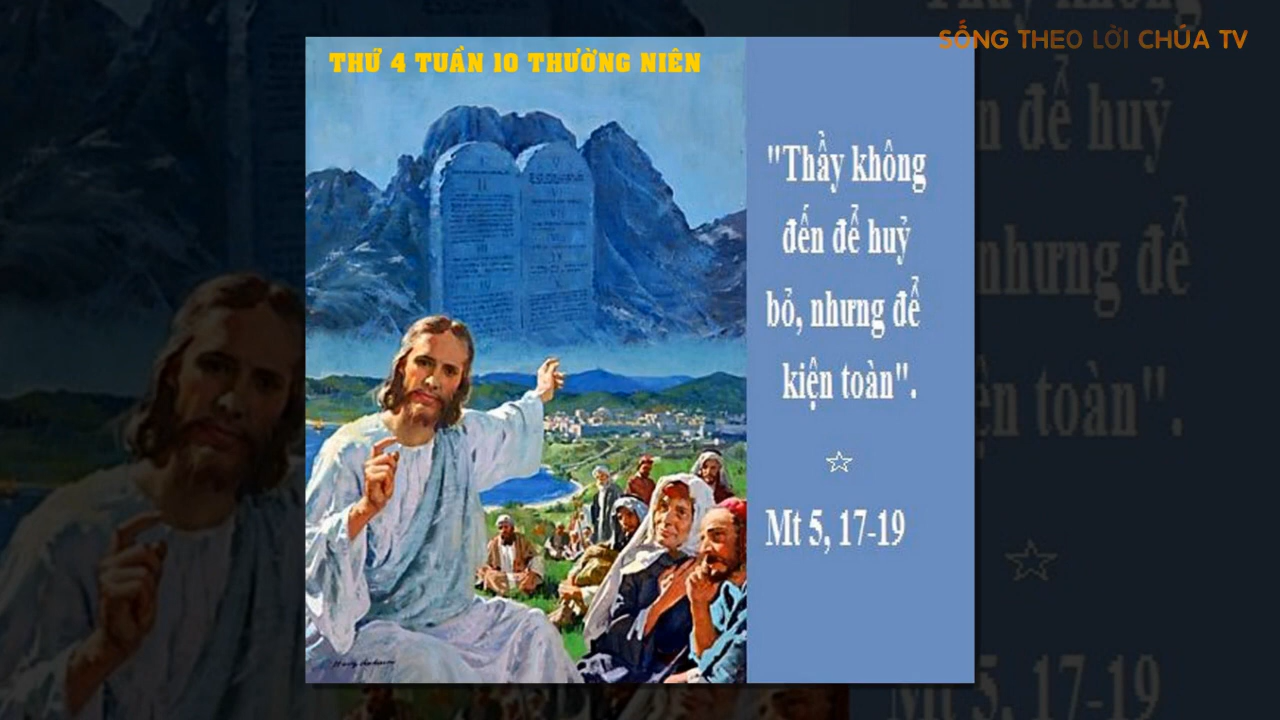 SỐNG THEO LỜI CHÚA TV
THỨ 4 TUẦN 10 THƯỜNG NIÊN
"Thầy không
đến để huỷ
bỏ, nhưng để
kiện toàn".
Mt 5, 17-19